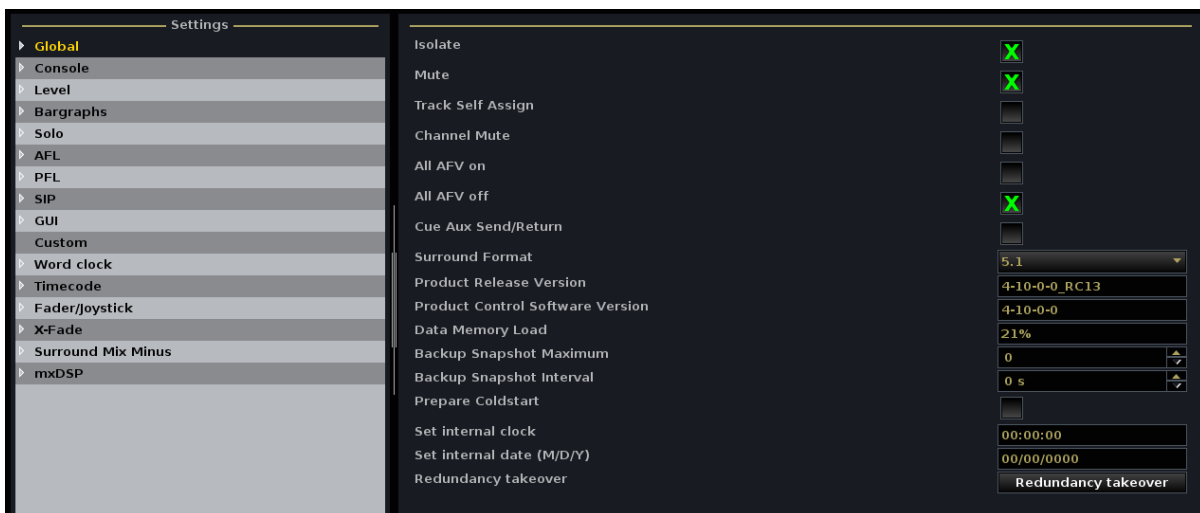 Settings
Global
Console
Level
Bargraphs
Solo
AFL
PFL
SIP
GUI
Custom
Word clock
Timecode
Fader/Joystick
X-Fade
Surround Mix Minus
mxDSP
Isolate X
Mute X
Track Self Assign
Channel Mute
All AFV on
All AFV off X
Cue Aux Send/Return
Surround Format 5.1
Product Release Version 4-10-0-0_RC13
Product Control Software Version 4-10-0-0
Data Memory Load 21%
Backup Snapshot Maximum 0
Backup Snapshot Interval 0 s
Prepare Coldstart
Set internal clock 00:00:00
Set internal date (M/D/Y) 00/00/0000
Redundancy takeover Redundancy takeover